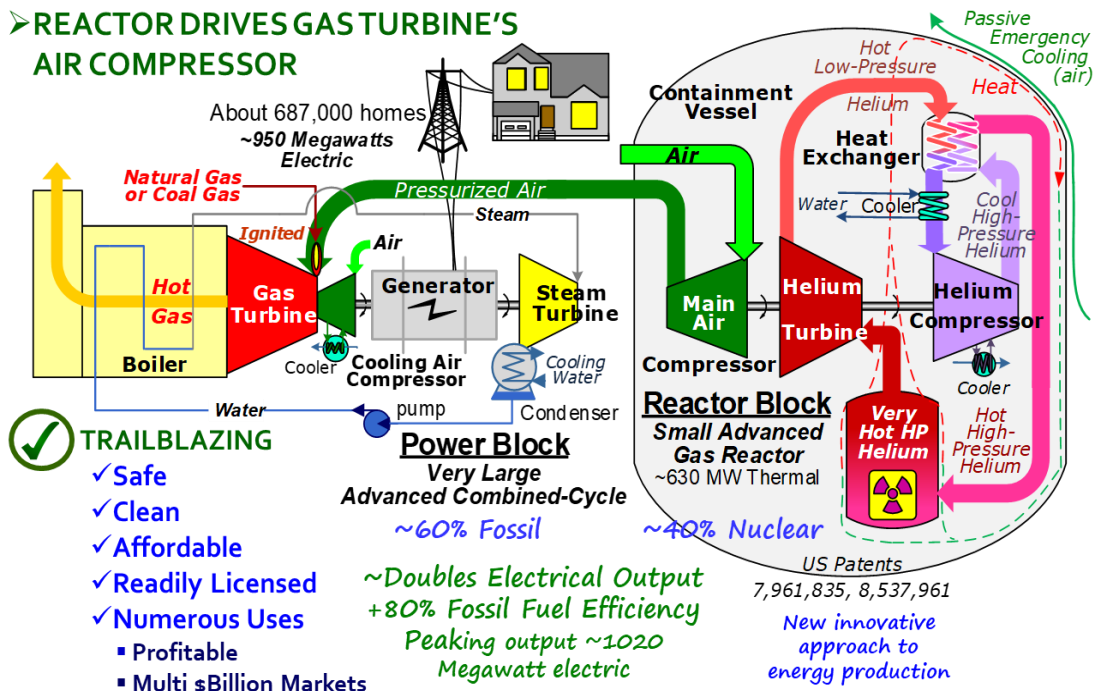 ➢REACTOR DRIVES GAS TURBINE'S
AIR COMPRESSOR
About 687,000 homes
~950 Megawatts
Electric
Natural Gas
or Coal Gas
Ignited
Pressurized Air
Steam
Air
Hot
Gas
Boiler
Gas
Turbine
Generator
Steam
Turbine
Cooler
Cooling Air
Compressor
Cooling
Water
Water
pump
Condenser
Power Block
Very Large
Advanced Combined-Cycle
~60% Fossil
Passive
Emergency
Cooling
(air)
Hot
Low-Pressure
Helium
Heat
Containment
Vessel
Air
Heat
Exchanger
Water
Cooler
Cool
High-
Pressure
Helium
Main
Air
Compressor
Helium
Turbine
Helium
Compressor
Cooler
Reactor Block
Small Advanced
Gas Reactor
~630 MW Thermal
~40% Nuclear
Very
Hot HP
Helium
Hot
High-
Pressure
Helium
US Patents
7,961,835, 8,537,961
New innovative
approach to
energy production
~Doubles Electrical Output
+80% Fossil Fuel Efficiency
Peaking output ~1020
Megawatt electric
TRAILBLAZING
✓Safe
✓Clean
✓Affordable
✓Readily Licensed
✓Numerous Uses
▪ Profitable
▪ Multi $Billion Markets